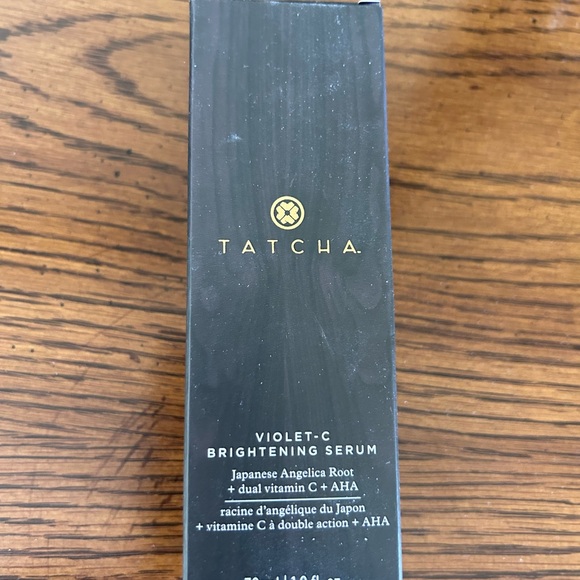 TATCHA
VIOLET-C
BRIGHTENING SERUM
Japanese Angelica Root
+ dual vitamin C + AHA
racine d'angélique du Japon
+ vitamine C à double action + AHA